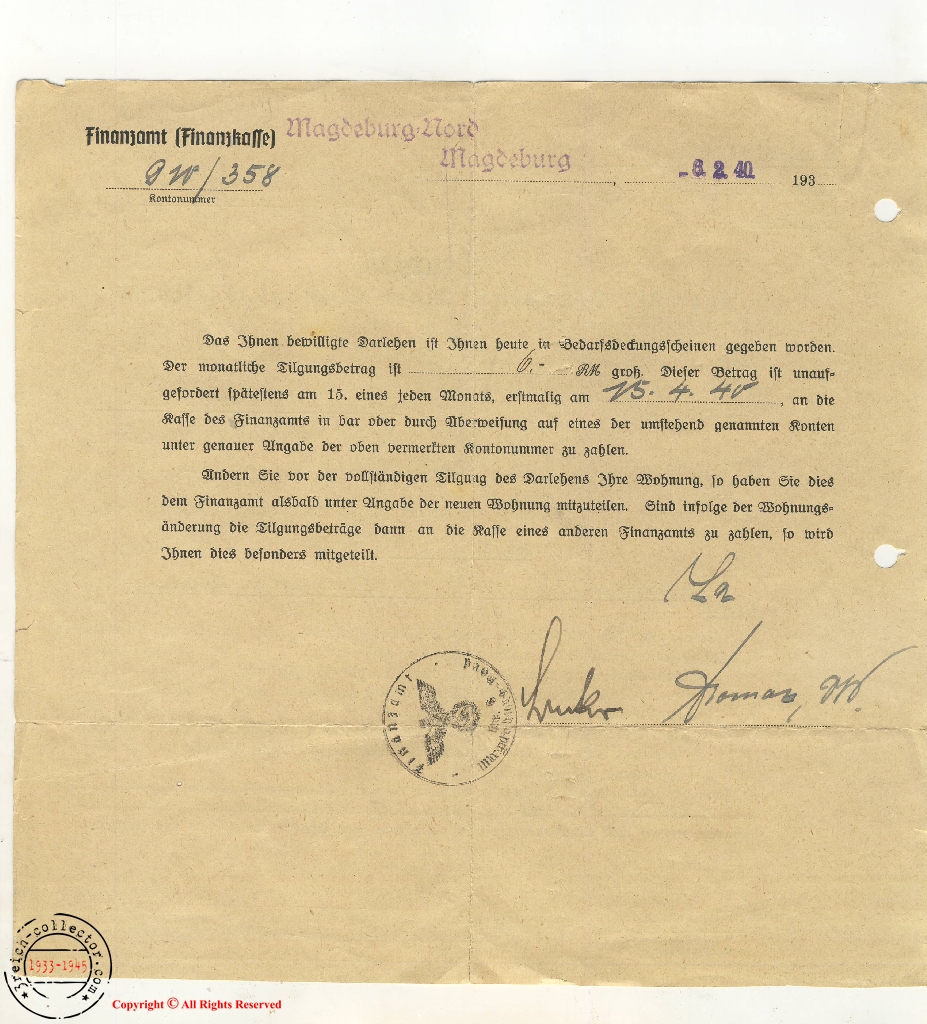 Finanzamt (Finanzkasse) Magdeburg-Nord
Magdeburg
-6.2.40 193
/358
Kontonummer
Das Ihnen bewilligte Darlehen ist Ihnen heute in Bedarfsdeckungsscheinen gegeben worden.
Der monatliche Tilgungsbetrag ist 6.- RM groß. Dieser Betrag ist unauf-
gefordert spätestens am 15. eines jeden Monats, erstmalig am 15. 4. 40, an die
Kasse des Finanzamts in bar oder durch Überweisung auf eines der umstehend genannten Konten
unter genauer Angabe der oben vermerkten Kontonummer zu zahlen.
Ändern Sie vor der vollständigen Tilgung des Darlehens Ihre Wohnung, so haben Sie dies
dem Finanzamt alsbald unter Angabe der neuen Wohnung mitzuteilen. Sind infolge der Wohnungs-
änderung die Tilgungsbeträge dann an die Kasse eines anderen Finanzamts zu zahlen, so wird
Ihnen dies besonders mitgeteilt.
Finanzamt
3reich-collector.com
1933-1945
Copyright © All Rights Reserved